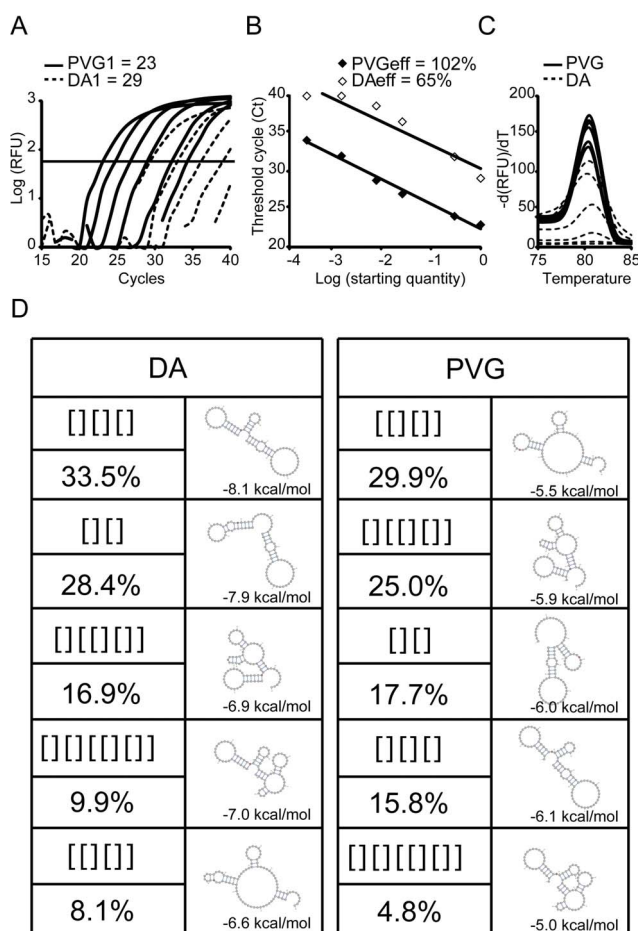 A
PVG1 = 23
DA1 = 29
3
2
1
0
Log (RFU)
15 20 25 30 35 40
Cycles
B
PVGeff = 102%
DAeff = 65%
40
35
30
26
20
Threshold cycle (Ct)
-4 -3 -2 -1 0
Log (starting quantity)
C
PVG
DA
200
150
100
50
0
-d(RFU)/dT
75 80 85
Temperature
D
DA
[][][]
33.5%
-8.1 kcal/mol
[][]
28.4%
-7.9 kcal/mol
[][[][]]
16.9%
-6.9 kcal/mol
[][][[][]]
9.9%
-7.0 kcal/mol
[[][]]
8.1%
-6.6 kcal/mol
PVG
[[][]]
29.9%
-5.5 kcal/mol
[][[][]]
25.0%
-5.9 kcal/mol
[][]
17.7%
-6.0 kcal/mol
[][][]
15.8%
-6.1 kcal/mol
[][][[][]]
4.8%
-5.0 kcal/mol